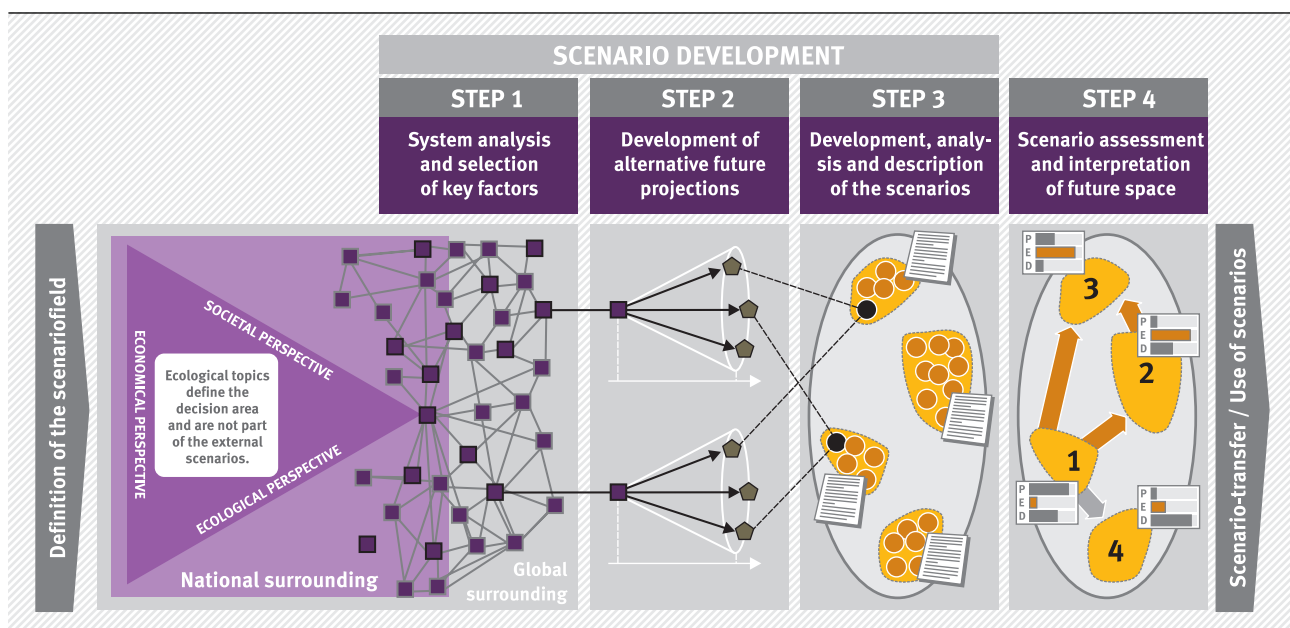 SCENARIO DEVELOPMENT
STEP 1
System analysis
and selection
of key factors
STEP 2
Development of
alternative future
projections
STEP 3
Development, analy-
sis and description
of the scenarios
STEP 4
Scenario assessment
and interpretation
of future space
Definition of the scenariofield
ECONOMICAL PERSPECTIVE
SOCIETAL PERSPECTIVE
Ecological topics
define the
decision area
and are not part
of the external
scenarios.
ECOLOGICAL PERSPECTIVE
National surrounding
Global
surrounding
P
E
D
3
P
E
D
2
1
P
E
D
P
E
D
4
Scenario-transfer / Use of scenarios